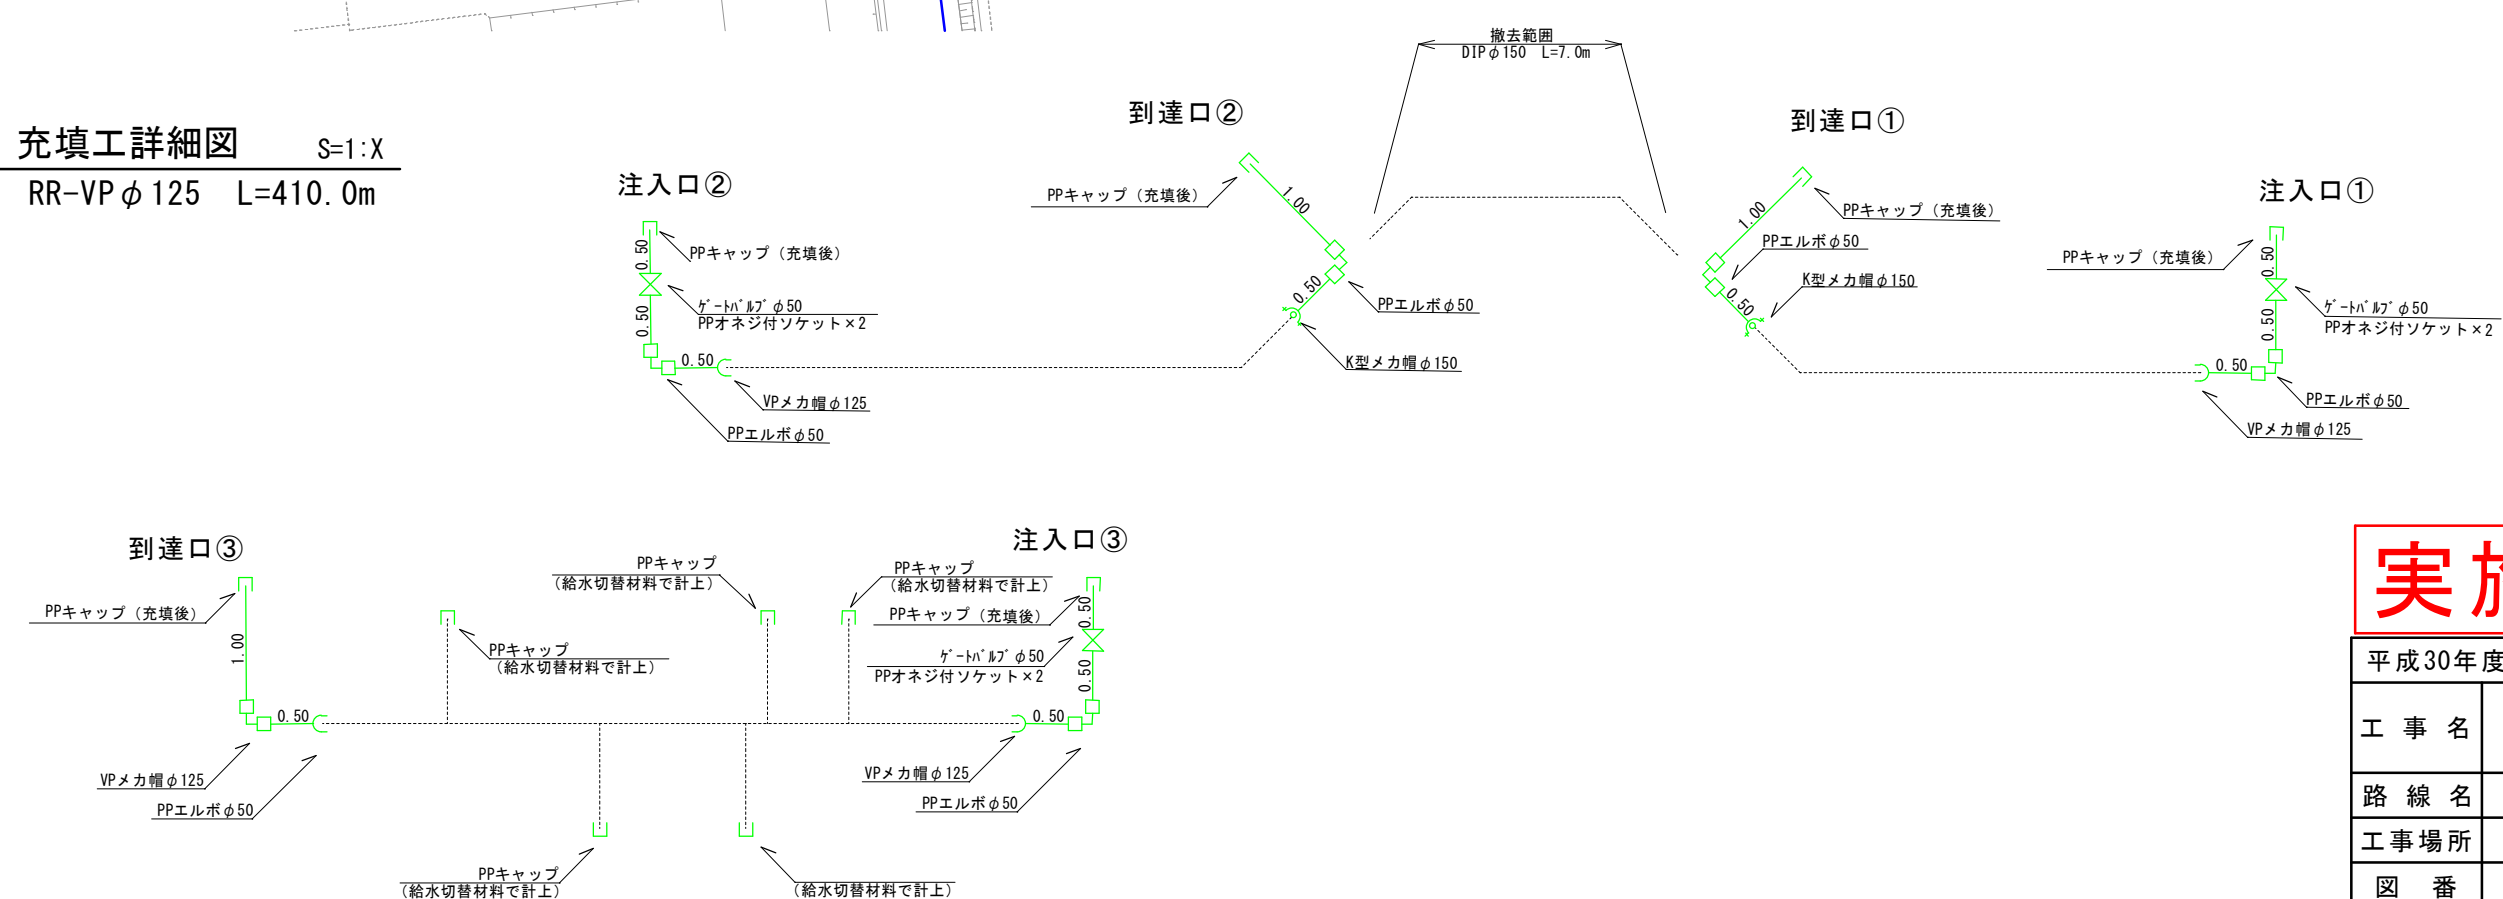 撤去範囲
DIPφ150 L=7.0m
充填工詳細図 S=1:X
RR-VPφ125 L=410.0m
注入口②
PPキャップ（充填後）
0.50
ｹﾞｰﾄﾊﾞﾙﾌﾞφ50
PPオネジ付ソケット×2
0.50
0.50
VPメカ帽φ125
PPエルボφ50
到達口②
PPキャップ（充填後）
1.00
0.50
PPエルボφ50
K型メカ帽φ150
到達口①
1.00
PPキャップ（充填後）
PPエルボφ50
K型メカ帽φ150
0.50
注入口①
PPキャップ（充填後）
0.50
ｹﾞｰﾄﾊﾞﾙﾌﾞφ50
PPオネジ付ソケット×2
0.50
0.50
PPエルボφ50
VPメカ帽φ125
到達口③
PPキャップ（充填後）
1.00
0.50
VPメカ帽φ125
PPエルボφ50
PPキャップ
（給水切替材料で計上）
PPキャップ
（給水切替材料で計上）
PPキャップ
（給水切替材料で計上）
PPキャップ
（給水切替材料で計上）
（給水切替材料で計上）
注入口③
PPキャップ（充填後）
0.50
ｹﾞｰﾄﾊﾞﾙﾌﾞφ50
PPオネジ付ソケット×2
0.50
0.50
VPメカ帽φ125
PPエルボφ50
実
平成30年度
工事名
路線名
工事場所
図番